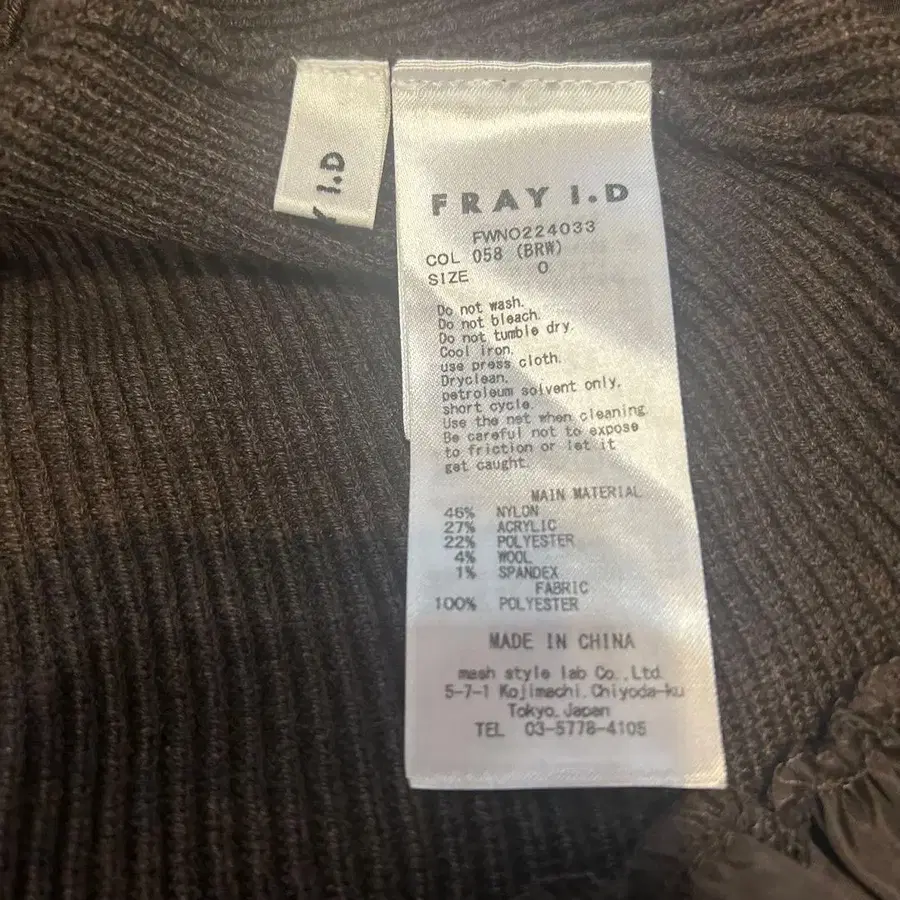 Y I.D
FRAY I.D
FWNO224033
COL 058 (BRW)
SIZE 0
Do not wash.
Do not bleach.
Do not tumble dry.
Cool iron.
use press cloth.
Dryclean.
petroleum solvent only,
short cycle.
Use the net when cleaning
Be careful not to expose
to friction or let it
get caught.
MAIN MATERIAL
46% NYLON
27% ACRYLIC
22% POLYESTER
4% WOOL
1% SPANDEX
FABRIC
100% POLYESTER
MADE IN CHINA
mash style lab Co.,Ltd.
5-7-1 Kojimachi,Chiyoda-ku
Tokyo,Japan
TEL 03-5778-4105